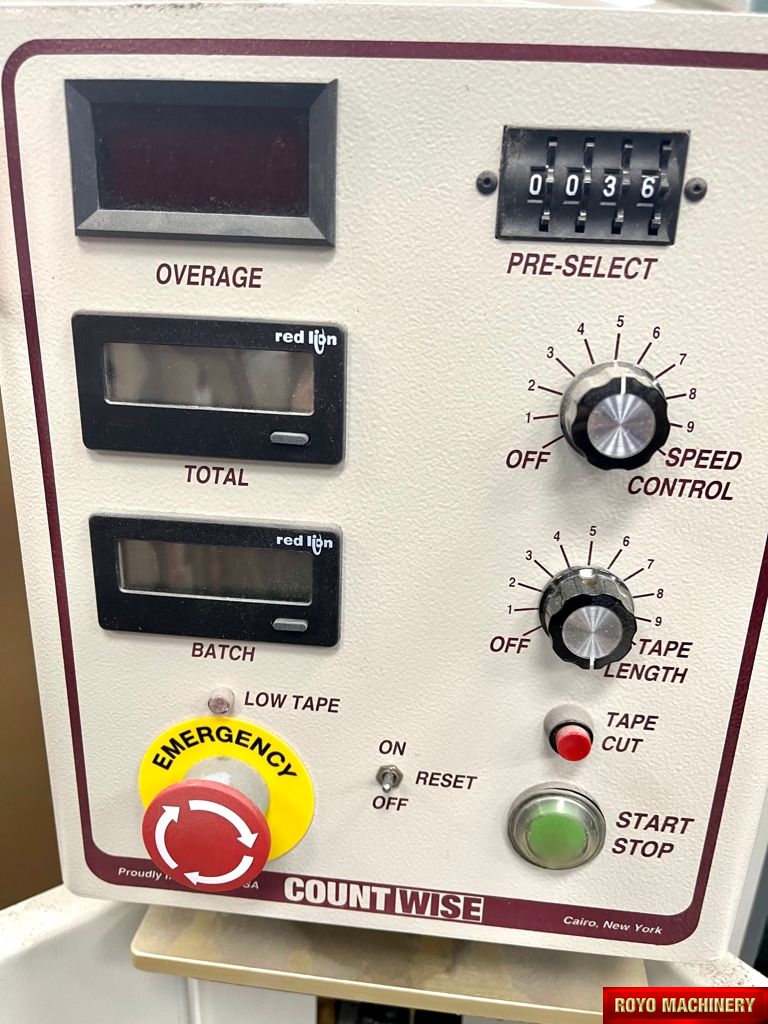 OVERAGE
0 0 3 6
PRE-SELECT
red lion
TOTAL
OFF 1 2 3 4 5 6 7 8 9
SPEED
CONTROL
red lion
BATCH
OFF 1 2 3 4 5 6 7 8 9
TAPE
LENGTH
LOW TAPE
EMERGENCY
ON
RESET
OFF
TAPE
CUT
START
STOP
Proudly
COUNTWISE
Cairo, New York
ROYO MACHINERY